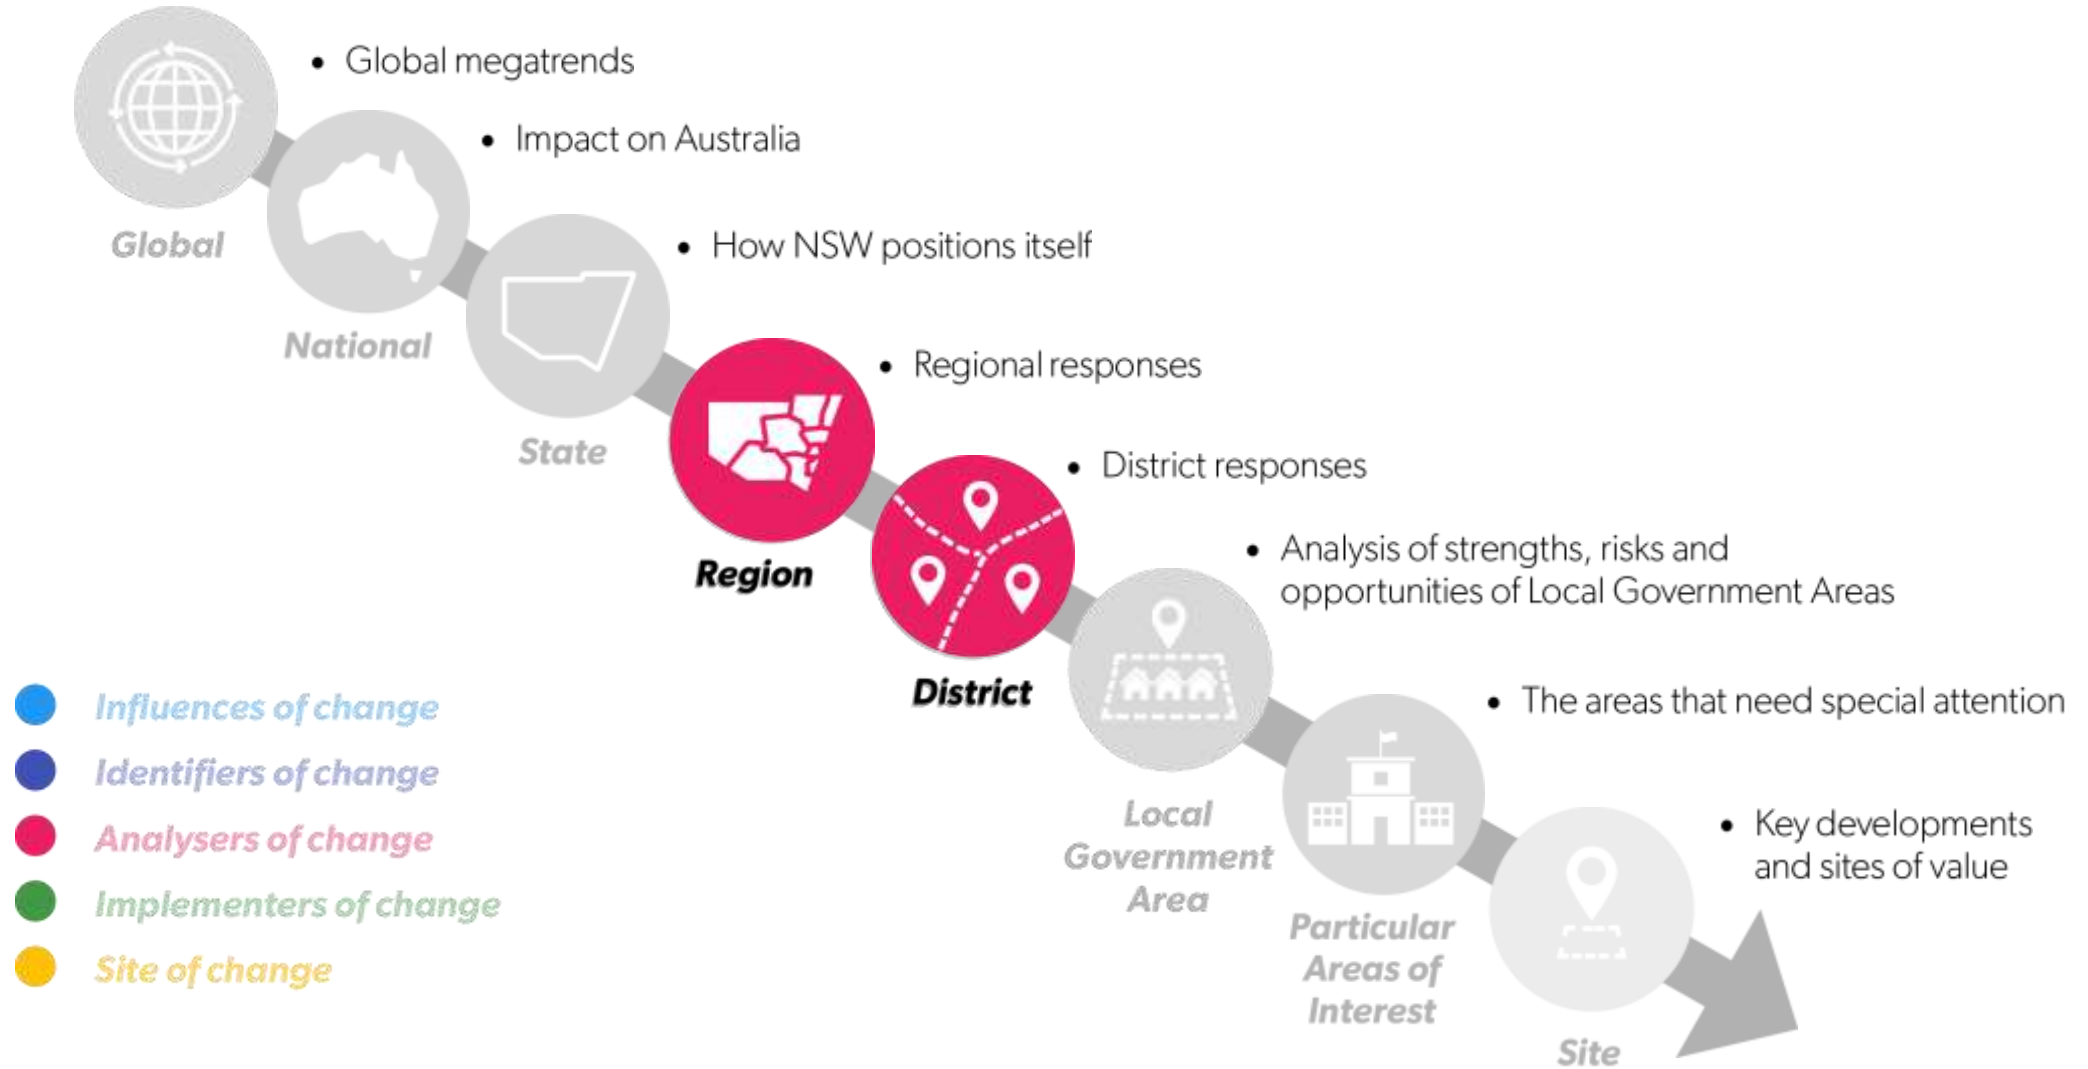 • Global megatrends
• Impact on Australia
Global
• How NSW positions itself
National
• Regional responses
State
• District responses
Region
• Analysis of strengths, risks and
opportunities of Local Government Areas
District
• The areas that need special attention
Local
Government
Area
• Key developments
and sites of value
Particular
Areas of
Interest
Site
Influences of change
Identifiers of change
Analysers of change
Implementers of change
Site of change